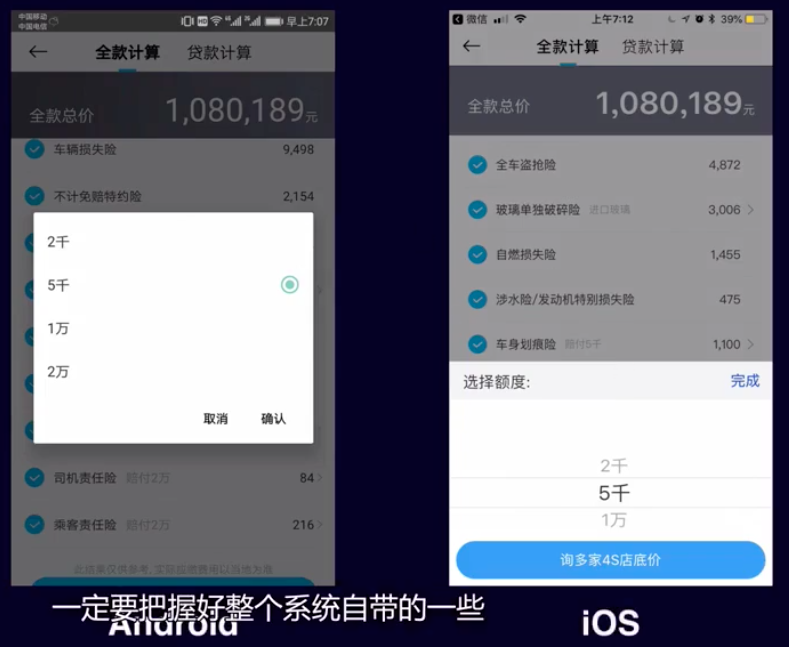 中国移动
中国电信
HD
早上7:07
全款计算 贷款计算
全款总价 1,080,189元
车辆损失险 9,498
不计免赔特约险 2,154
2千
5千
1万
2万
取消 确认
司机责任险 赔付2万 84
乘客责任险 赔付2万 216
此结果仅供参考,实际应缴费用以当地为准
微信 上午7:12 39%
全款计算 贷款计算
全款总价 1,080,189元
全车盗抢险 4,872
玻璃单独破碎险 进口玻璃 3,006
自燃损失险 1,455
涉水险/发动机特别损失险 475
车身划痕险 赔付5千 1,100
选择额度: 完成
2千
5千
1万
询多家4S店底价
一定要把握好整个系统自带的一些
Android iOS